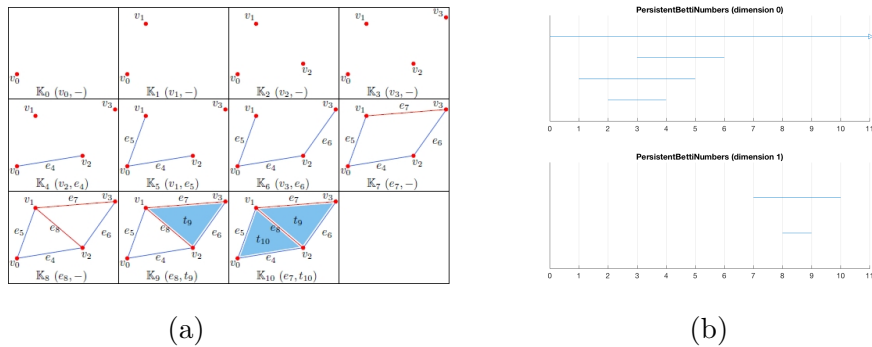 v₁
v₃
v₁
v₁
v₂
v₂
v₀
v₀
v₀
v₀
𝕂₀ (v₀, −)
𝕂₁ (v₁, −)
𝕂₂ (v₂, −)
𝕂₃ (v₃, −)
v₁
v₃
v₁
v₃
v₁
v₃
v₁
e₇
v₃
e₅
e₅
e₆
e₅
e₆
v₂
v₂
v₂
v₂
e₄
e₄
e₄
e₄
v₀
v₀
v₀
v₀
𝕂₄ (v₂, e₄)
𝕂₅ (v₁, e₅)
𝕂₆ (v₃, e₆)
𝕂₇ (e₇, −)
v₁
e₇
v₃
v₁
e₇
v₃
v₁
e₇
v₃
e₅
e₈
e₆
e₅
e₈
t₉
e₆
e₅
e₈
t₉
e₆
t₁₀
v₂
v₂
v₂
e₄
e₄
e₄
v₀
v₀
v₀
𝕂₈ (e₈, −)
𝕂₉ (e₈, t₉)
𝕂₁₀ (e₇, t₁₀)
(a)
PersistentBettiNumbers (dimension 0)
0 1 2 3 4 5 6 7 8 9 10 11
PersistentBettiNumbers (dimension 1)
0 1 2 3 4 5 6 7 8 9 10 11
(b)